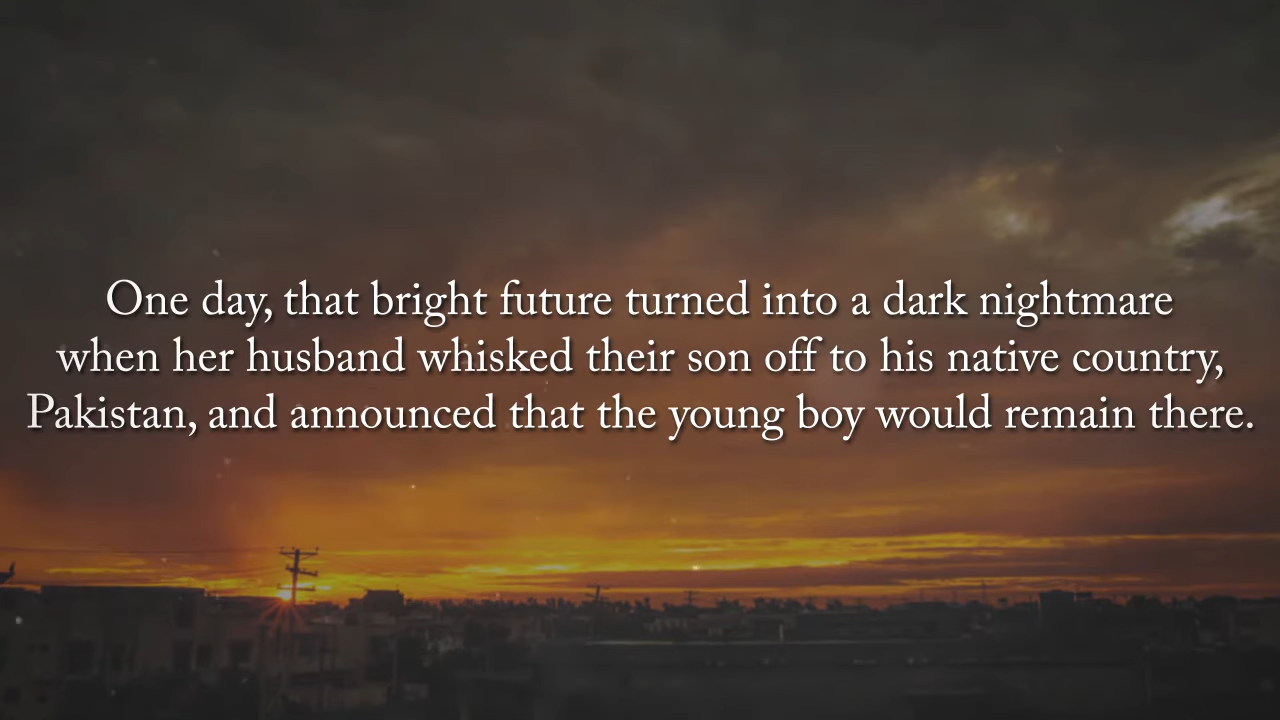 One day, that bright future turned into a dark nightmare
when her husband whisked their son off to his native country,
Pakistan, and announced that the young boy would remain there.